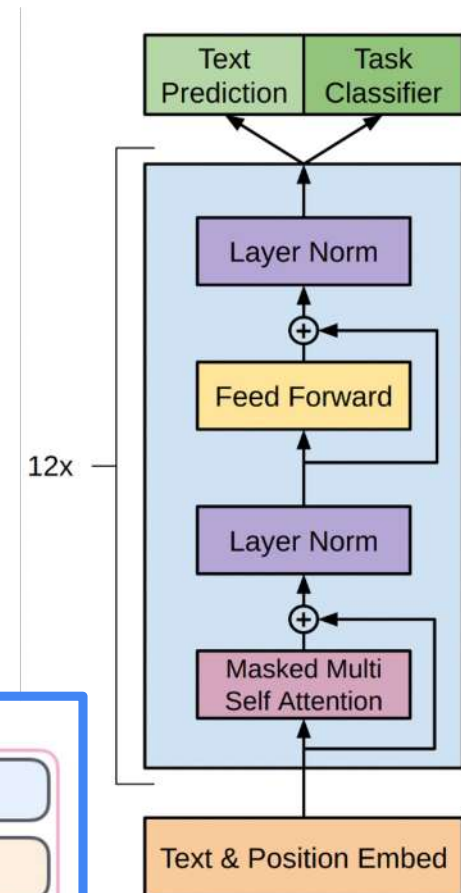 Text
Prediction
Task
Classifier
Layer Norm
Feed Forward
12x
Layer Norm
Masked Multi
Self Attention
Text & Position Embed